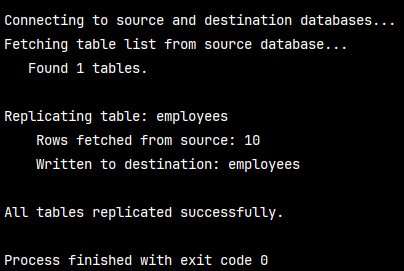 Connecting to source and destination databases...
Fetching table list from source database...
Found 1 tables.
Replicating table: employees
Rows fetched from source: 10
Written to destination: employees
All tables replicated successfully.
Process finished with exit code 0